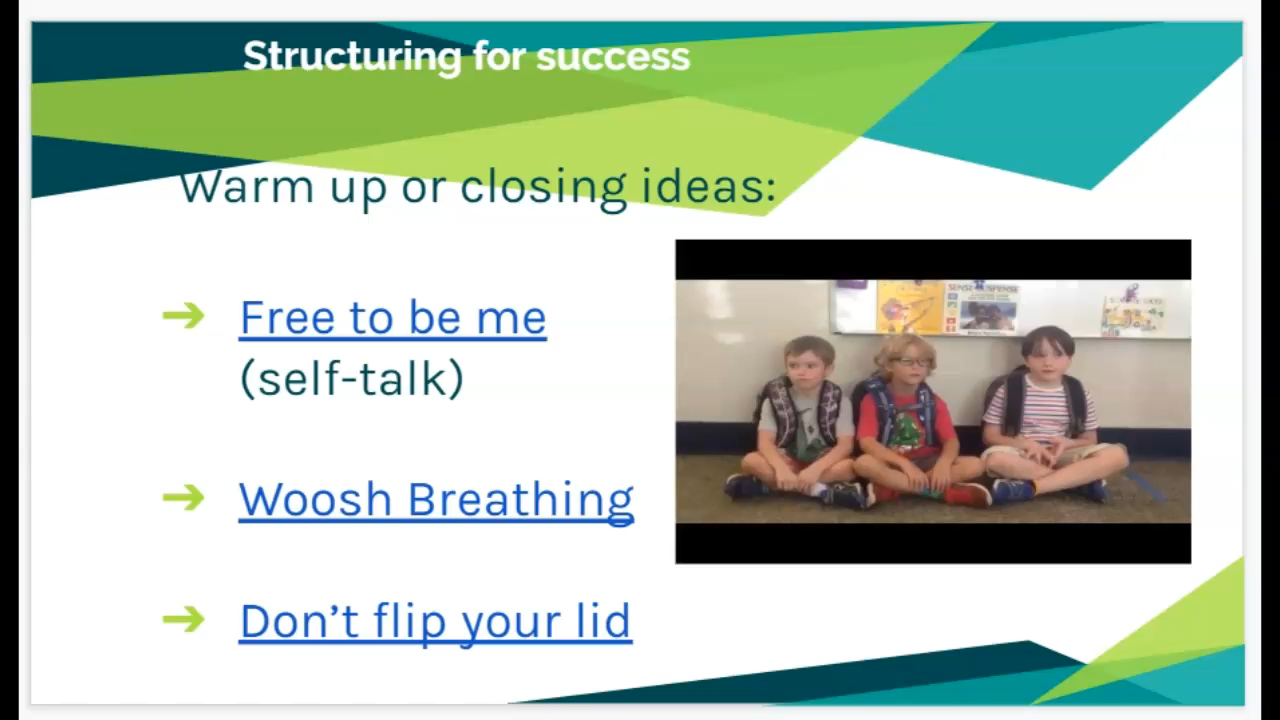 Structuring for success
Warm up or closing ideas:
➔ Free to be me
(self-talk)
➔ Woosh Breathing
➔ Don’t flip your lid